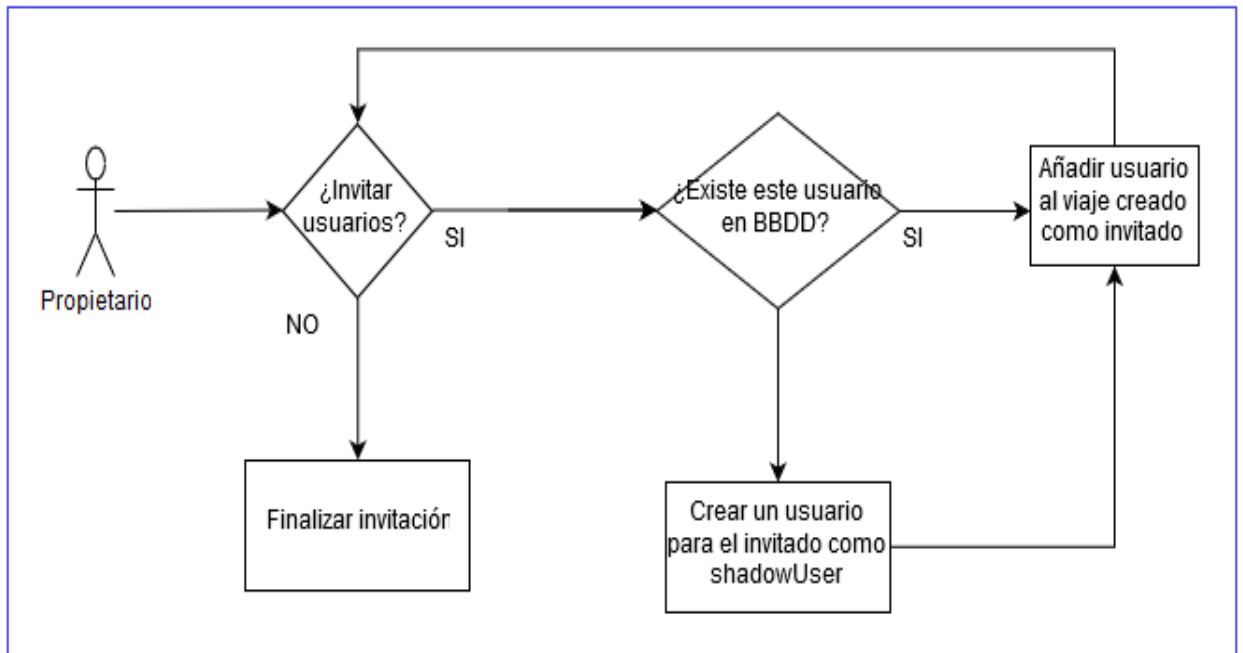 ¿Invitar
usuarios?
SI
¿Existe este usuario
en BBDD?
SI
Añadir usuario
al viaje creado
como invitado
Propietario
NO
Finalizar invitación
Crear un usuario
para el invitado como
shadowUser